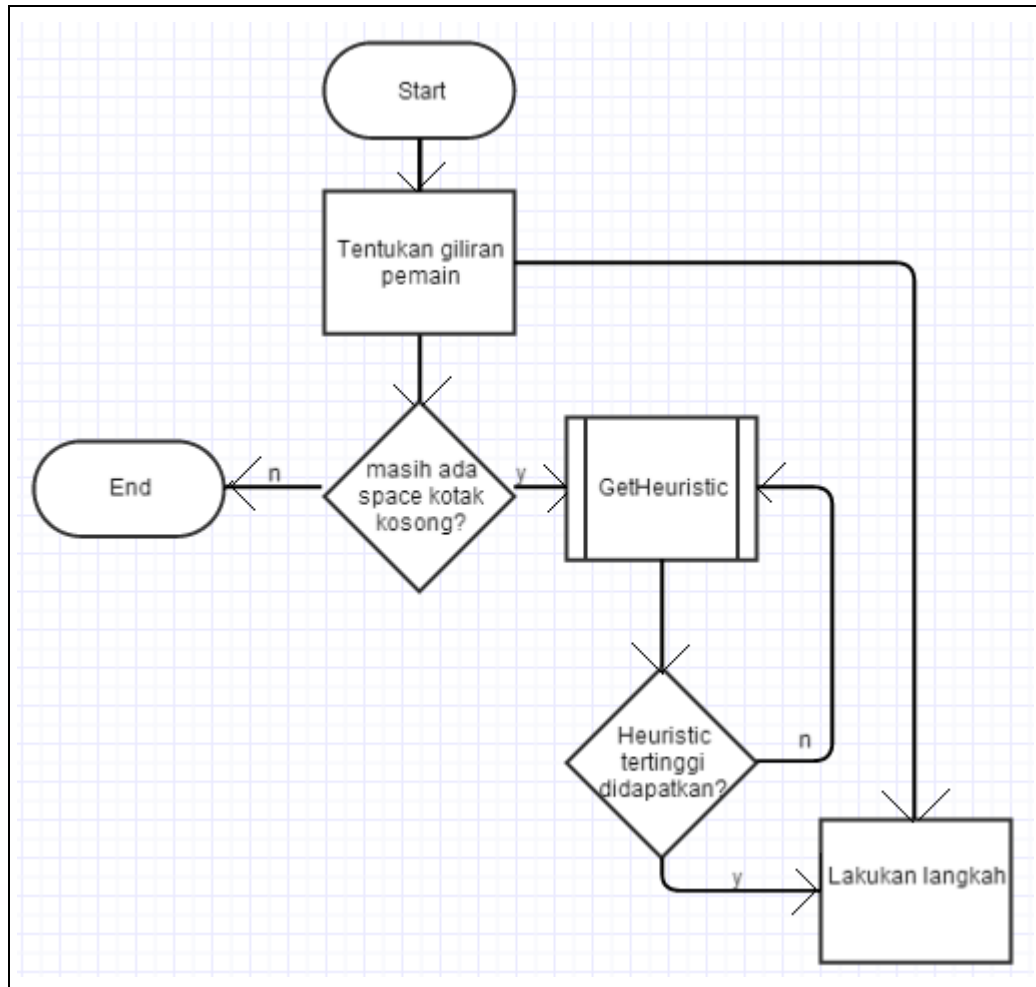 Start
Tentukan giliran
pemain
masih ada
space kotak
kosong?
n
End
y
GetHeuristic
Heuristic
tertinggi
didapatkan?
n
y
Lakukan langkah